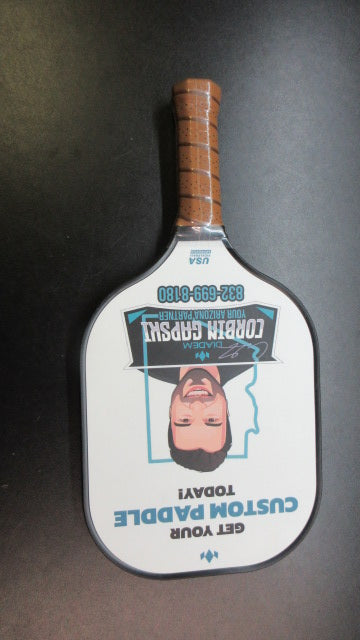 GET YOUR
CUSTOM PADDLE
TODAY!
DIADEM
CORBIN GAPSKI
YOUR ARIZONA PARTNER
832-699-8180
USA